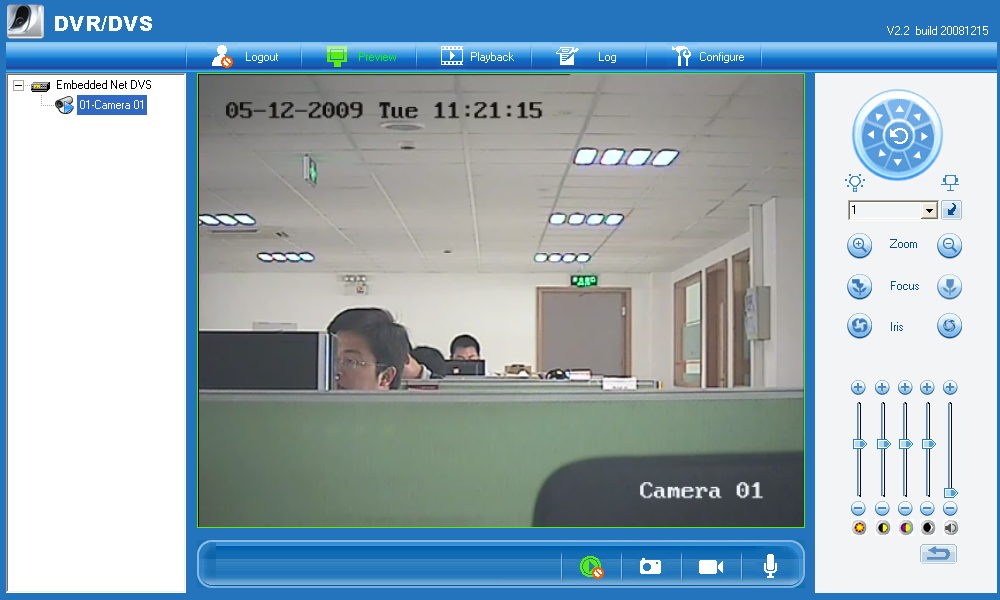 DVR/DVS
V2.2 build 20081215
Logout
Preview
Playback
Log
Configure
Embedded Net DVS
01-Camera 01
05-12-2009 Tue 11:21:15
Camera 01
1
Zoom
Focus
Iris